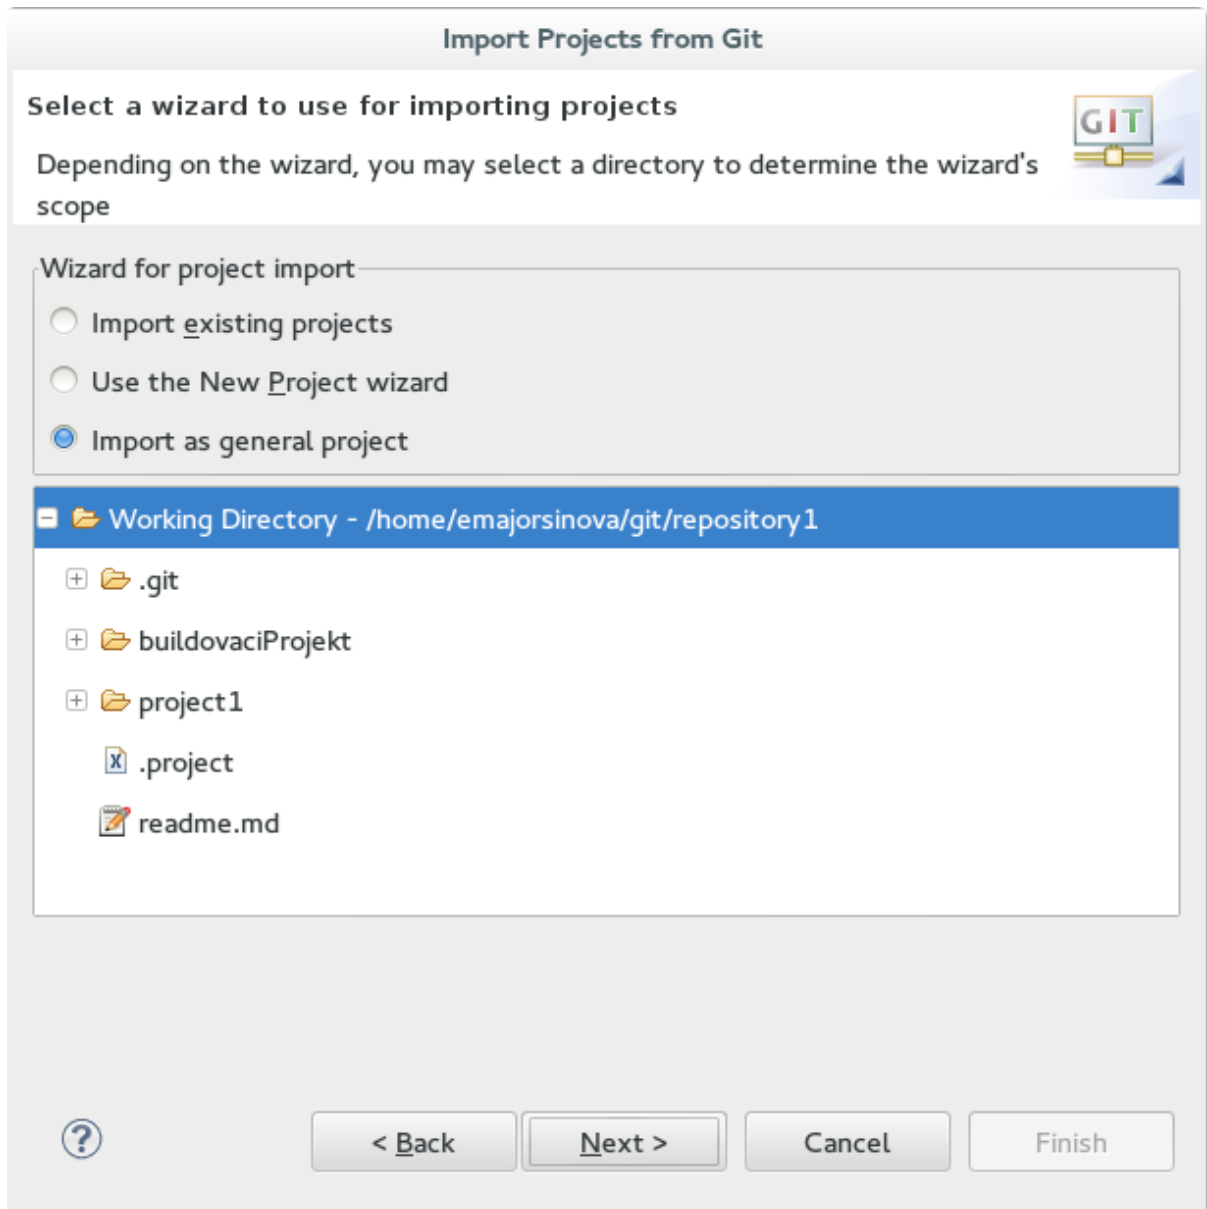 Import Projects from Git
Select a wizard to use for importing projects
GIT
Depending on the wizard, you may select a directory to determine the wizard's
scope
Wizard for project import
Import existing projects
Use the New Project wizard
Import as general project
Working Directory - /home/emajorsinova/git/repository1
.git
buildovaciProjekt
project1
X .project
readme.md
? < Back Next > Cancel Finish